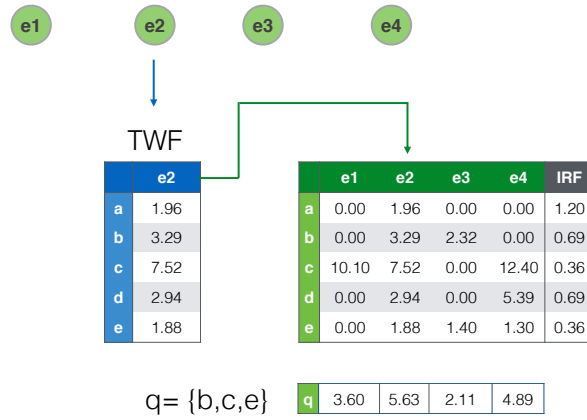 e1 e2 e3 e4
TWF
e2
a 1.96
b 3.29
c 7.52
d 2.94
e 1.88
e1 e2 e3 e4 IRF
a 0.00 1.96 0.00 0.00 1.20
b 0.00 3.29 2.32 0.00 0.69
c 10.10 7.52 0.00 12.40 0.36
d 0.00 2.94 0.00 5.39 0.69
e 0.00 1.88 1.40 1.30 0.36
q= {b,c,e}
q 3.60 5.63 2.11 4.89